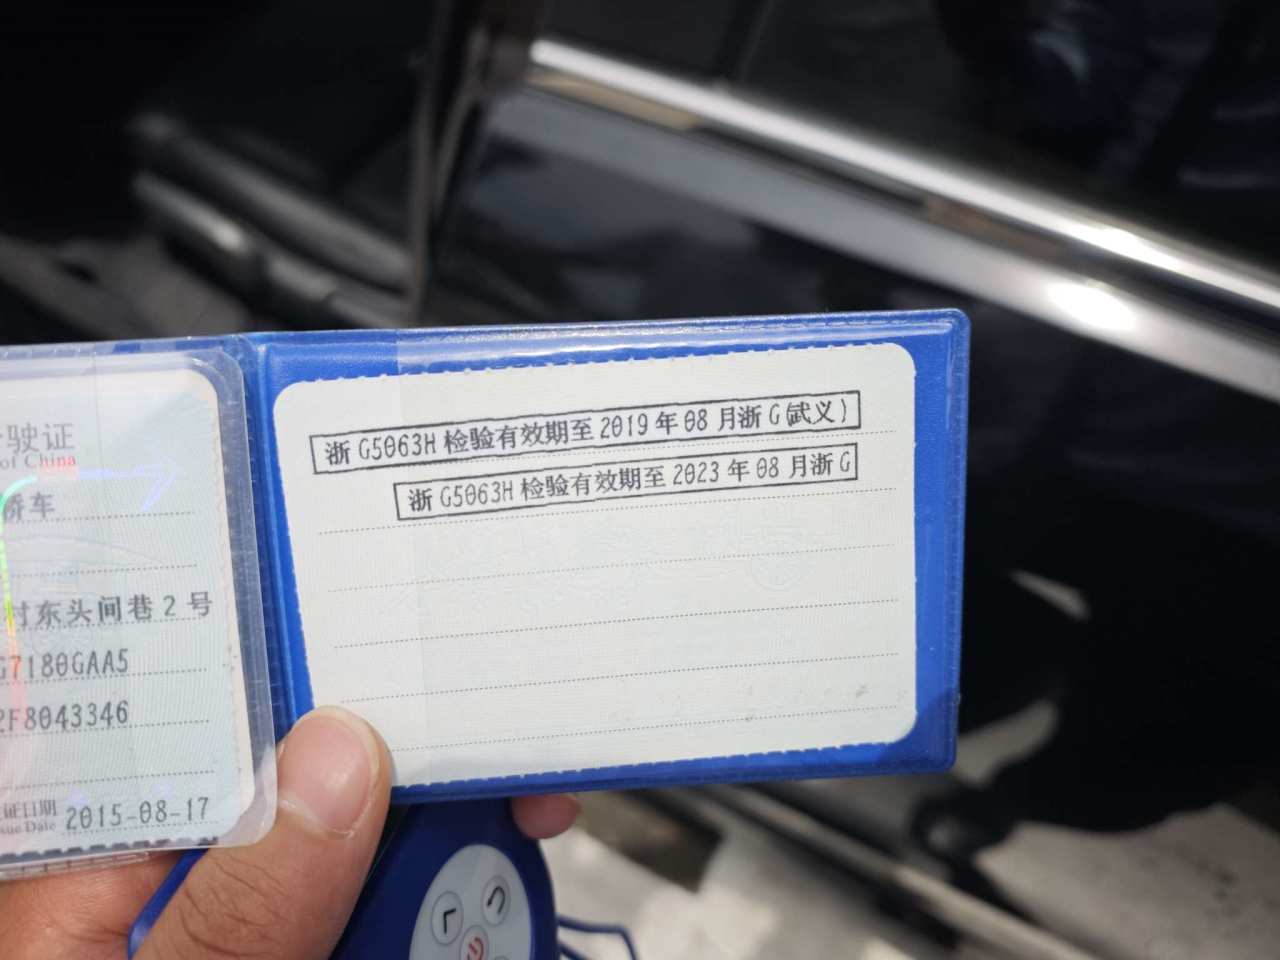 驶证
of China
轿车
村东头间巷2号
G7180GAA5
2F8043346
证日期
sue Date
2015-08-17
浙G5063H检验有效期至2019年08月浙G(武义)
浙G5063H检验有效期至2023年08月浙G